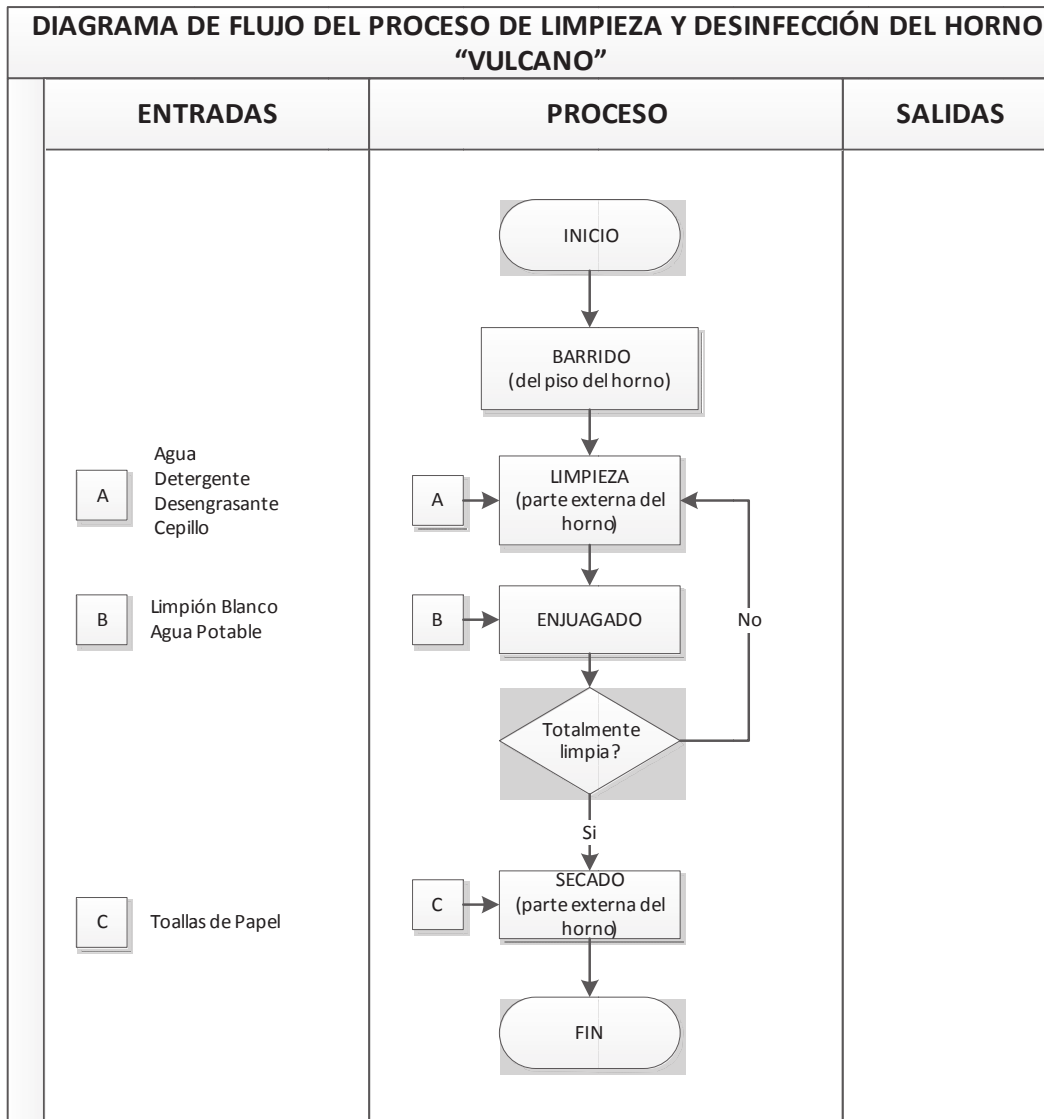 DIAGRAMA DE FLUJO DEL PROCESO DE LIMPIEZA Y DESINFECCIÓN DEL HORNO
“VULCANO”
ENTRADAS
PROCESO
SALIDAS
INICIO
BARRIDO
(del piso del horno)
A
Agua
Detergente
Desengrasante
Cepillo
A
LIMPIEZA
(parte externa del
horno)
B
Limpión Blanco
Agua Potable
B
ENJUAGADO
No
Totalmente
limpia?
Si
C
Toallas de Papel
C
SECADO
(parte externa del
horno)
FIN